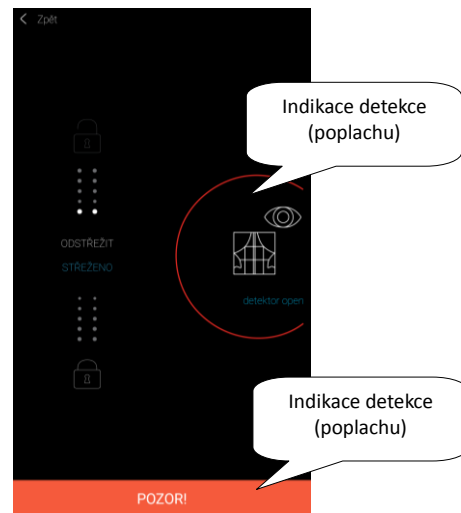 Zpět
Indikace detekce
(poplachu)
ODSTŘEŽIT
STŘEŽENO
detektor open
Indikace detekce
(poplachu)
POZOR!